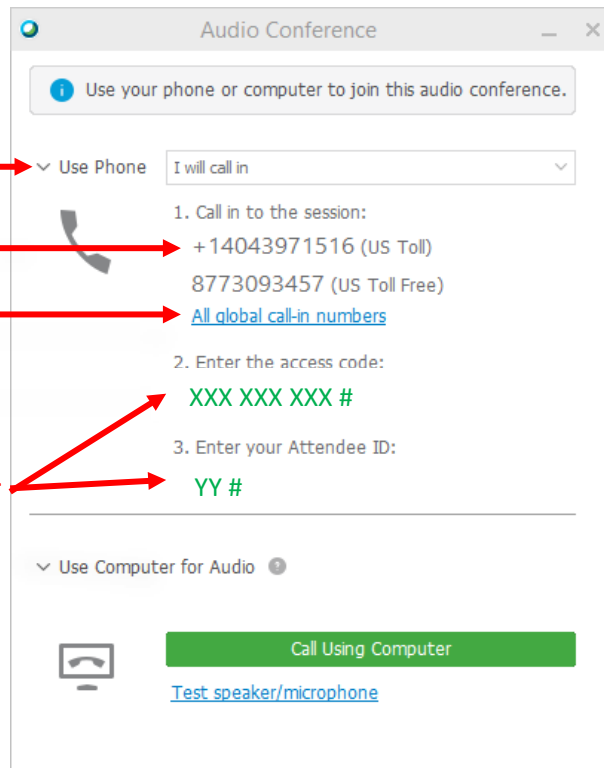 Audio Conference
Use your phone or computer to join this audio conference.
Use Phone
I will call in
1. Call in to the session:
+14043971516 (US Toll)
8773093457 (US Toll Free)
All global call-in numbers
2. Enter the access code:
XXX XXX XXX #
3. Enter your Attendee ID:
YY #
Use Computer for Audio
Call Using Computer
Test speaker/microphone